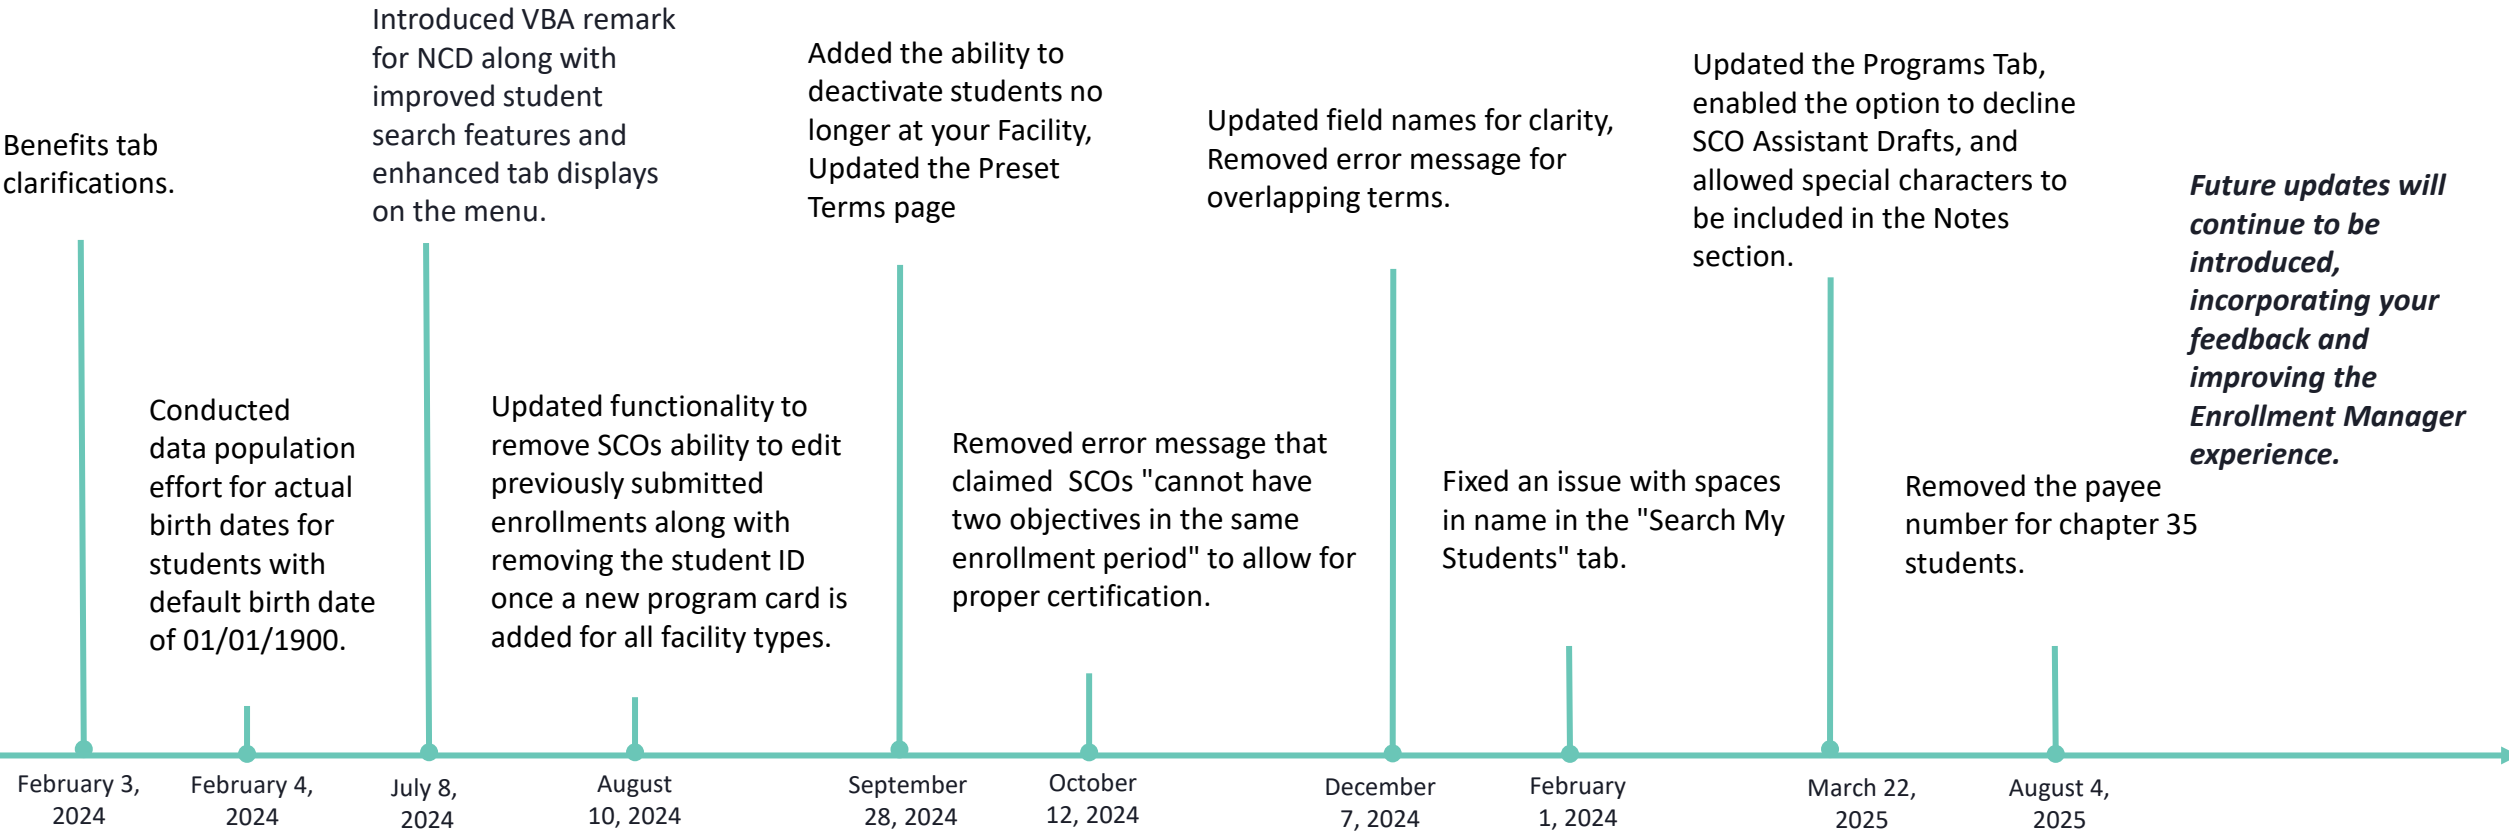 Benefits tab
clarifications.
February 3,
2024
Conducted
data population
effort for actual
birth dates for
students with
default birth date
of 01/01/1900.
February 4,
2024
Introduced VBA remark
for NCD along with
improved student
search features and
enhanced tab displays
on the menu.
July 8,
2024
Updated functionality to
remove SCOs ability to edit
previously submitted
enrollments along with
removing the student ID
once a new program card is
added for all facility types.
August
10, 2024
Added the ability to
deactivate students no
longer at your Facility,
Updated the Preset
Terms page
September
28, 2024
Removed error message that
claimed  SCOs "cannot have
two objectives in the same
enrollment period" to allow for
proper certification.
October
12, 2024
Updated field names for clarity,
Removed error message for
overlapping terms.
December
7, 2024
Fixed an issue with spaces
in name in the "Search My
Students" tab.
February
1, 2024
Updated the Programs Tab,
enabled the option to decline
SCO Assistant Drafts, and
allowed special characters to
be included in the Notes
section.
March 22,
2025
Removed the payee
number for chapter 35
students.
August 4,
2025
Future updates will
continue to be
introduced,
incorporating your
feedback and
improving the
Enrollment Manager
experience.